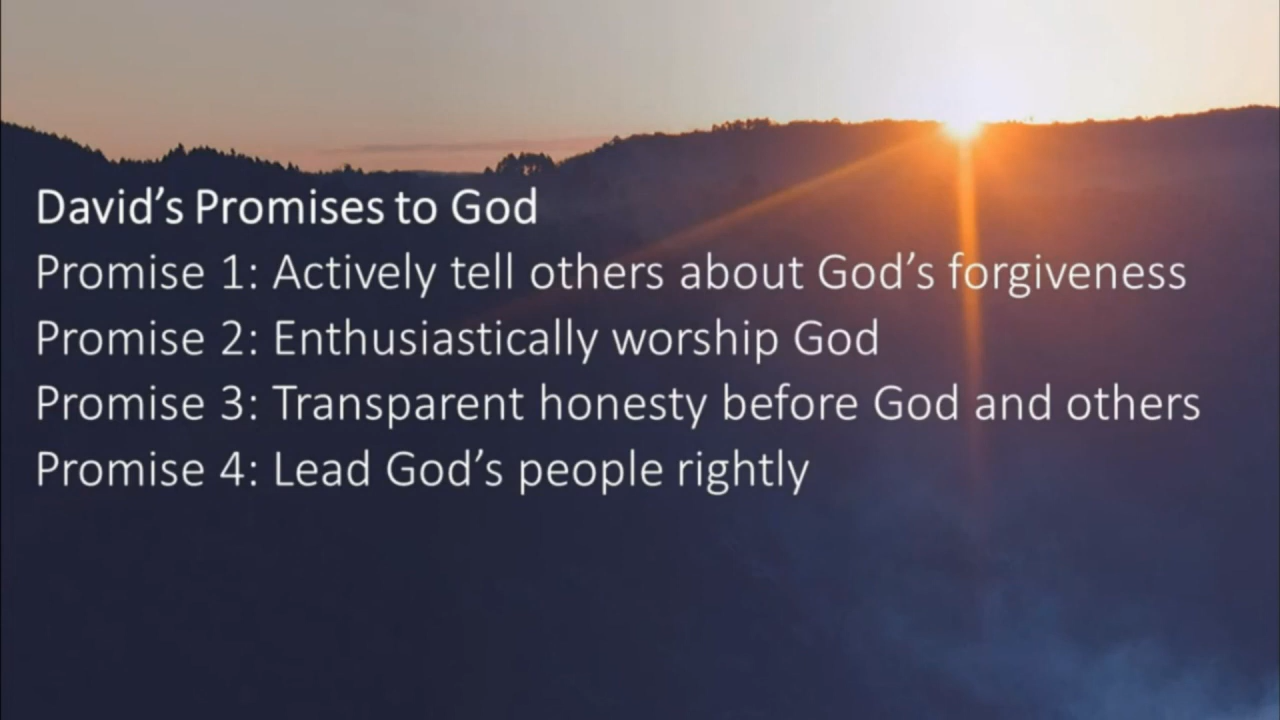 David’s Promises to God
Promise 1: Actively tell others about God’s forgiveness
Promise 2: Enthusiastically worship God
Promise 3: Transparent honesty before God and others
Promise 4: Lead God’s people rightly